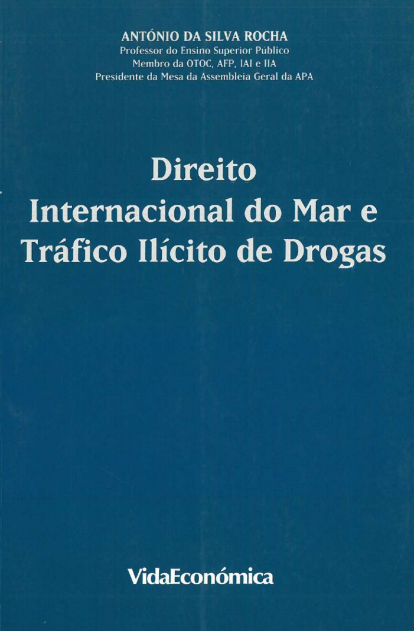 ANTÓNIO DA SILVA ROCHA
Professor do Ensino Superior Público
Membro da OTOC, AFP, IAI e IIA
Presidente da Mesa da Assembleia Geral da APA
Direito
Internacional do Mar e
Tráfico Ilícito de Drogas
VidaEconómica